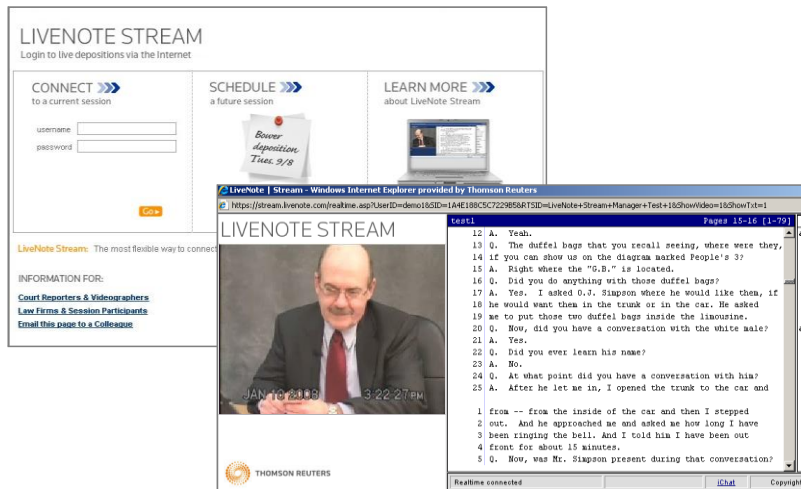 LIVENOTE STREAM
Login to live depositions via the Internet
CONNECT
to a current session
username
password
Go
SCHEDULE
a future session
Bower
deposition
Tues. 9/8
LEARN MORE
about LiveNote Stream
LiveNote Stream: The most flexible way to connect
INFORMATION FOR:
Court Reporters & Videographers
Law Firms & Session Participants
Email this page to a Colleague
LiveNote | Stream - Windows Internet Explorer provided by Thomson Reuters
https://stream.livenote.com/realtime.asp?UserID=demo1&SID=1A4E188C5C7229B5&RTSID=LiveNote+Stream+Manager+Test+1&ShowVideo=1&ShowTxt=1
LIVENOTE STREAM
JAN 10 2008 3:22:27 PM
THOMSON REUTERS
test1 Pages 15-16 [1-79]
12 A. Yeah.
13 Q. The duffel bags that you recall seeing, where were they,
14 if you can show us on the diagram marked People's 3?
15 A. Right where the "G.B." is located.
16 Q. Did you do anything with those duffel bags?
17 A. Yes. I asked O.J. Simpson where he would like them, if
18 he would want them in the trunk or in the car. He asked
19 me to put those two duffel bags inside the limousine.
20 Q. Now, did you have a conversation with the white male?
21 A. Yes.
22 Q. Did you ever learn his name?
23 A. No.
24 Q. At what point did you have a conversation with him?
25 A. After he let me in, I opened the trunk to the car and
1 from -- from the inside of the car and then I stepped
2 out. And he approached me and asked me how long I have
3 been ringing the bell. And I told him I have been out
4 front for about 15 minutes.
5 Q. Now, was Mr. Simpson present during that conversation?
Realtime connected iChat Copyright